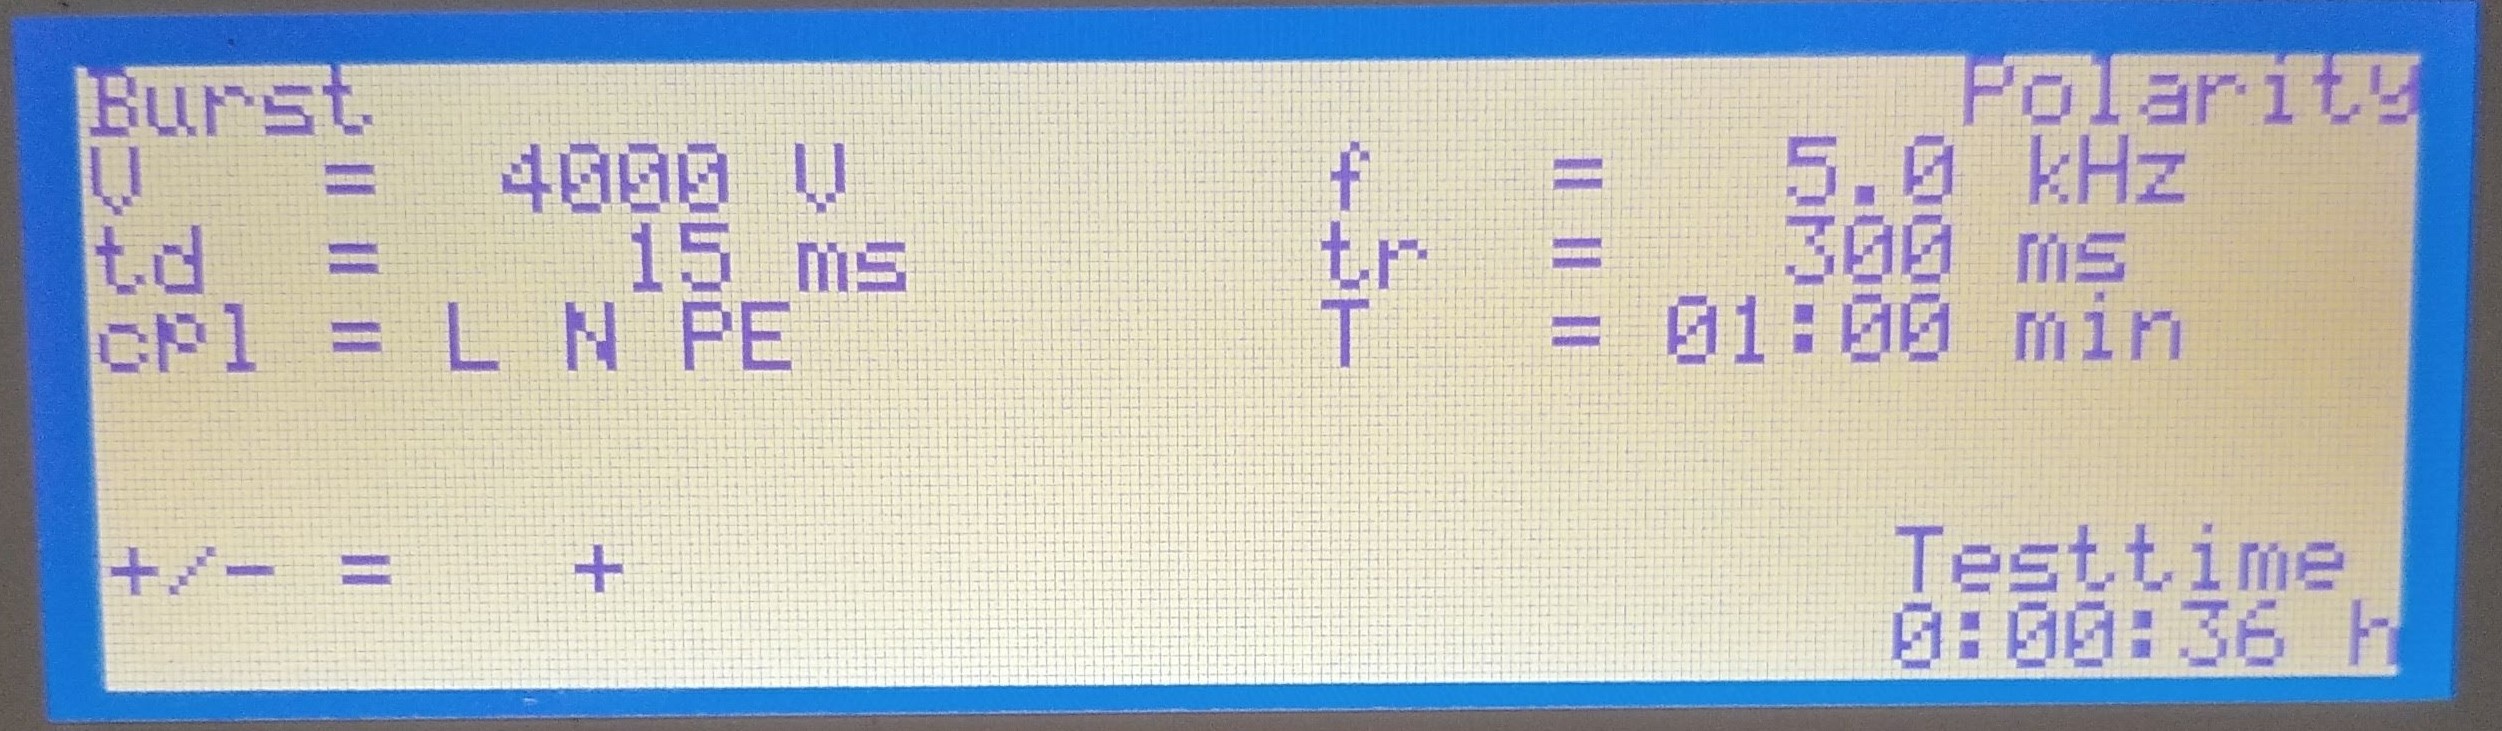 Burst Polarity
V = 4000 V f = 5.0 kHz
td = 15 ms tr = 300 ms
cpl = L N PE T = 01:00 min
+/- = + Testtime
0:00:36 h